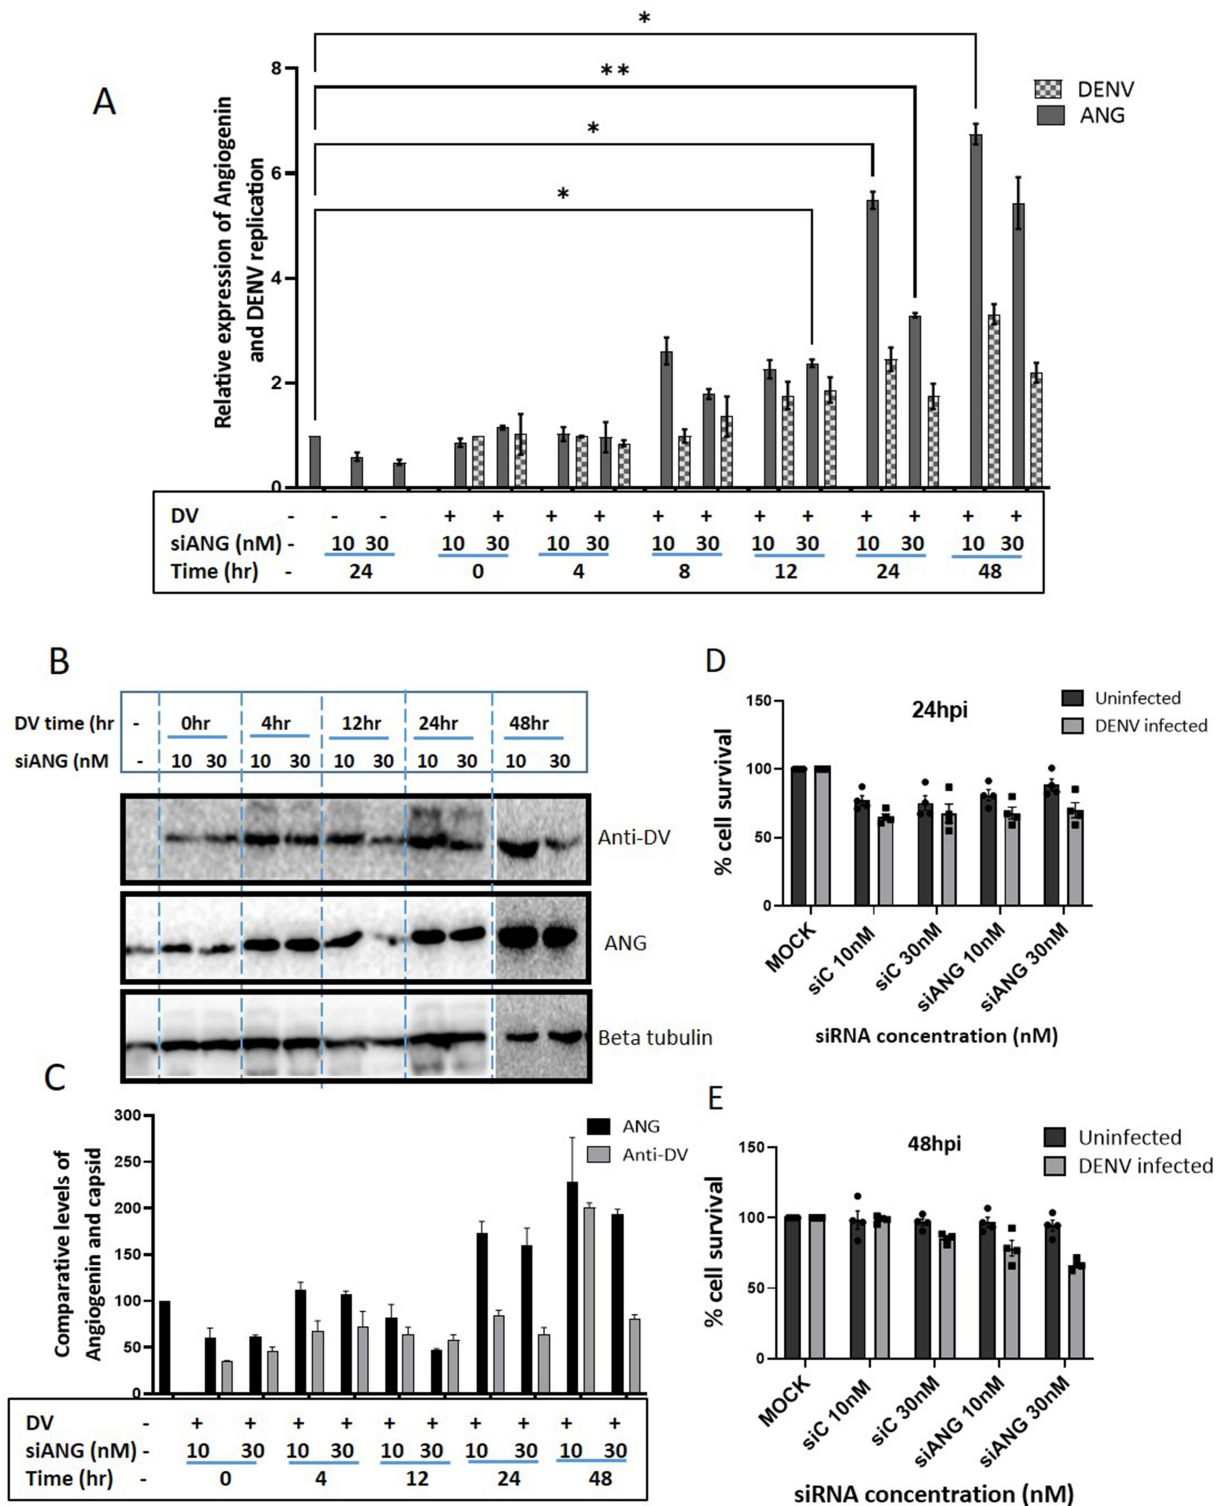 A
*
**
*
*
DENV
ANG
Relative expression of Angiogenin
and DENV replication
8
6
4
2
0
DV - - - + + + + + + + + + + + +
siANG (nM) - 10 30 10 30 10 30 10 30 10 30 10 30 10 30
Time (hr) - 24 0 4 8 12 24 48
B
DV time (hr - 0hr 4hr 12hr 24hr 48hr
siANG (nM - 10 30 10 30 10 30 10 30 10 30
Anti-DV
ANG
Beta tubulin
C
Comparative levels of
Angiogenin and capsid
300
250
200
150
100
50
0
ANG
Anti-DV
DV - + + + + + + + + + +
siANG (nM) - 10 30 10 30 10 30 10 30 10 30
Time (hr) - 0 4 12 24 48
D
24hpi
Uninfected
DENV infected
% cell survival
150
100
50
0
MOCK
siC 10nM
siC 30nM
siANG 10nM
siANG 30nM
siRNA concentration (nM)
E
48hpi
Uninfected
DENV infected
% cell survival
150
100
50
0
MOCK
siC 10nM
siC 30nM
siANG 10nM
siANG 30nM
siRNA concentration (nM)